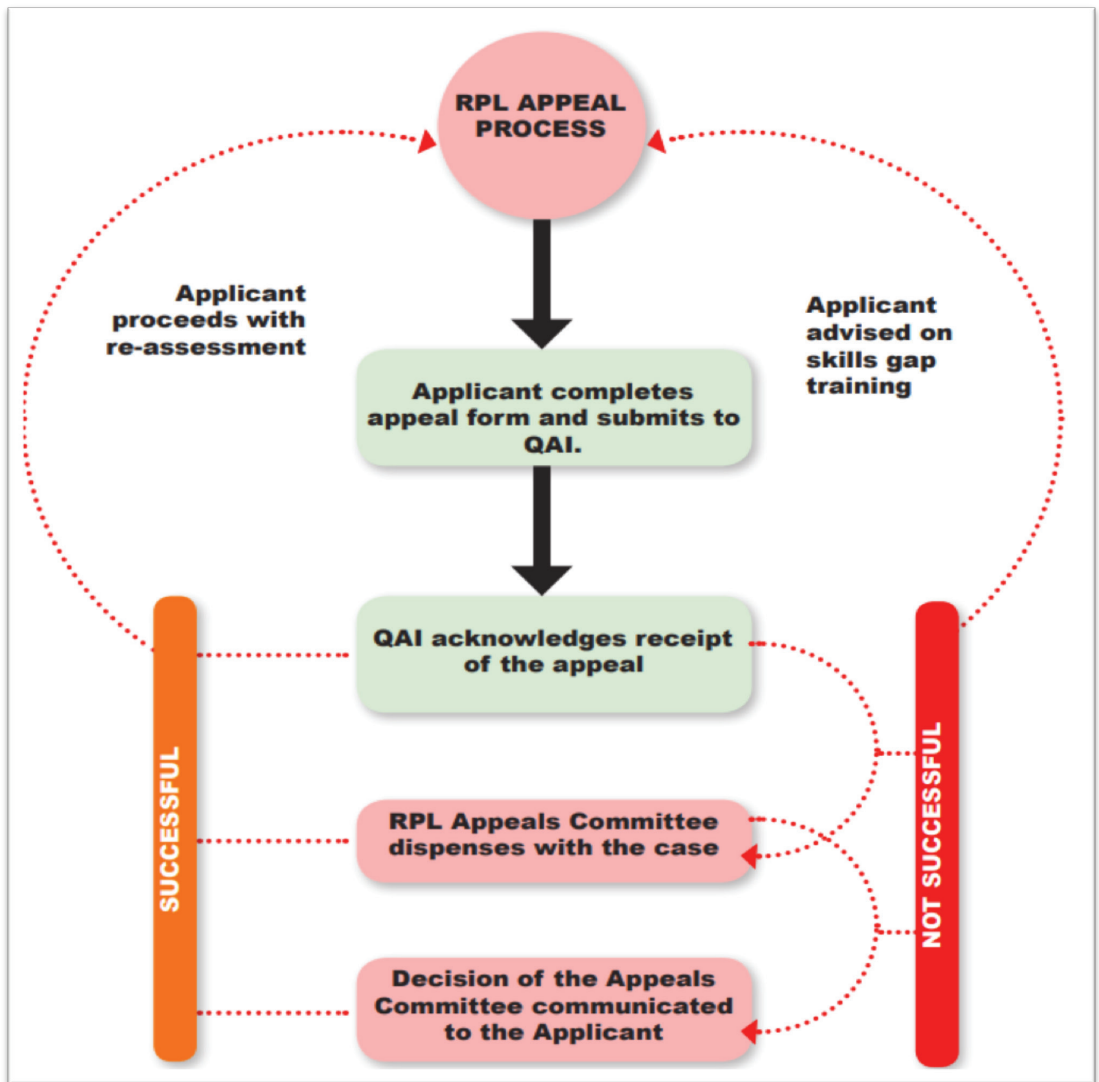 RPL APPEAL
PROCESS
Applicant
proceeds with
re-assessment
Applicant
advised on
skills gap
training
Applicant completes
appeal form and submits to
QAI.
QAI acknowledges receipt
of the appeal
SUCCESSFUL
NOT SUCCESSFUL
RPL Appeals Committee
dispenses with the case
Decision of the Appeals
Committee communicated
to the Applicant